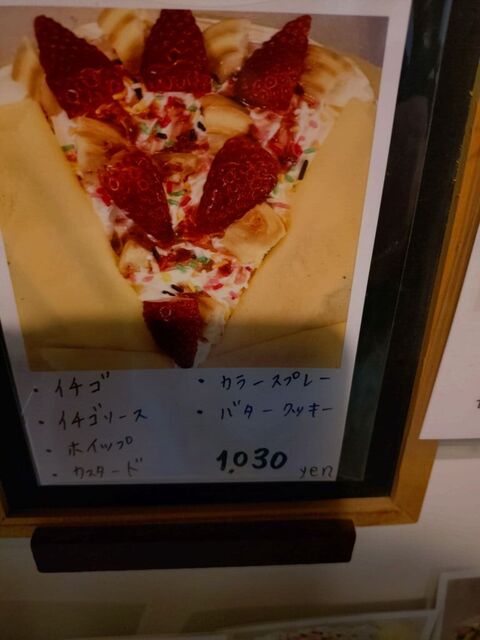 ・イチゴ
・イチゴソース
・ホイップ
・カスタード
・カラースプレー
・バタークッキー
1.030 yen